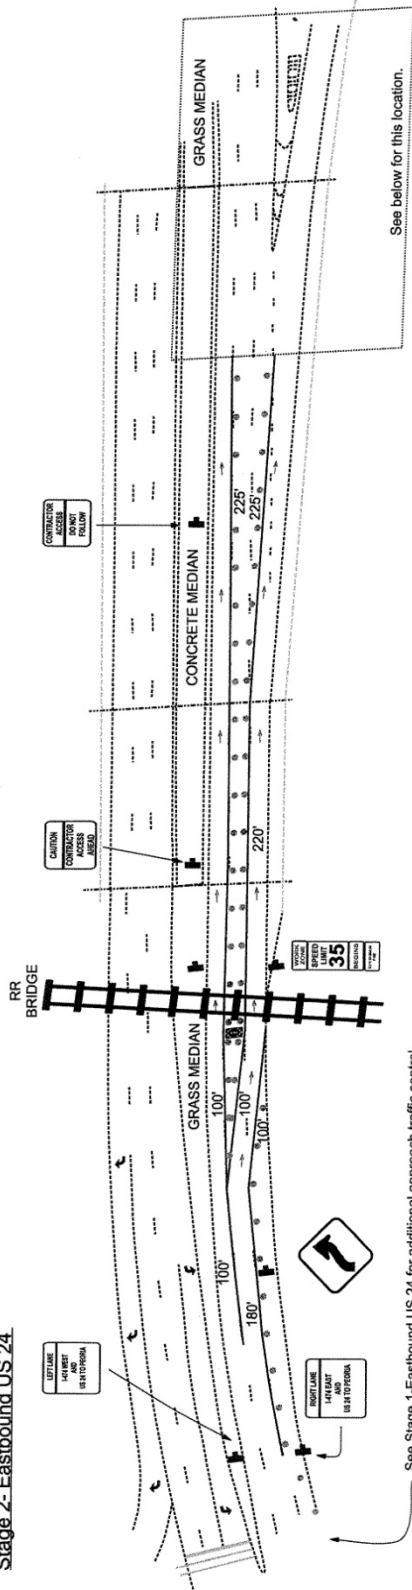 Stage 2- Eastbound US 24
LEFT LANE
I-474 WEST
AND
US 24 TO PEORIA
RIGHT LANE
I-474 EAST
AND
US 24 TO PEORIA
See Stage 1-Eastbound US 24 for additional approach traffic control
100'
180'
RR
BRIDGE
GRASS MEDIAN
100'
100'
100'
WORK
ZONE
SPEED
LIMIT
35
BEGINS
CAUTION
CONTRACTOR
ACCESS
AHEAD
220'
CONCRETE MEDIAN
CONTRACTOR
ACCESS
DO NOT
FOLLOW
225'
225'
GRASS MEDIAN
See below for this location.